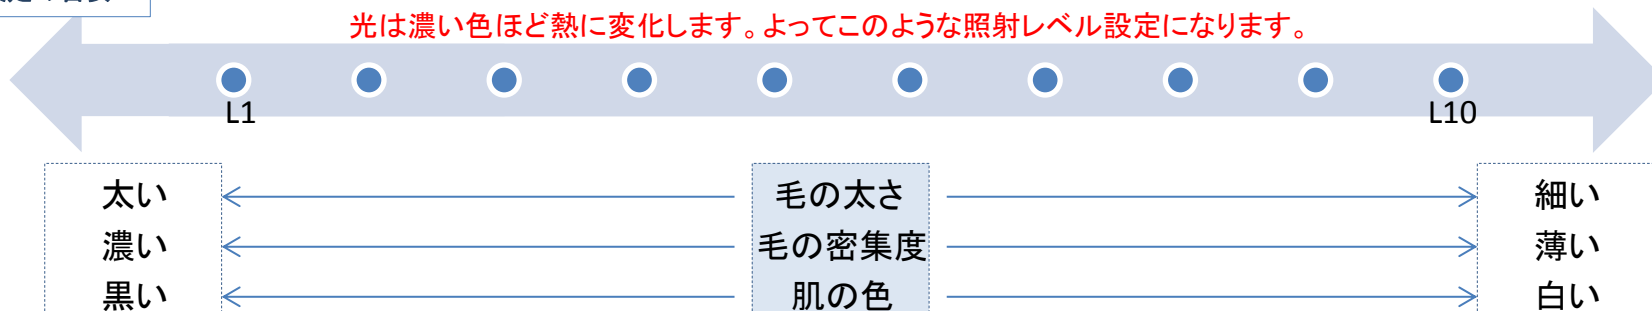 光は濃い色ほど熱に変化します。よってこのような照射レベル設定になります。
L1 L10
太い 毛の太さ 細い
濃い 毛の密集度 薄い
黒い 肌の色 白い